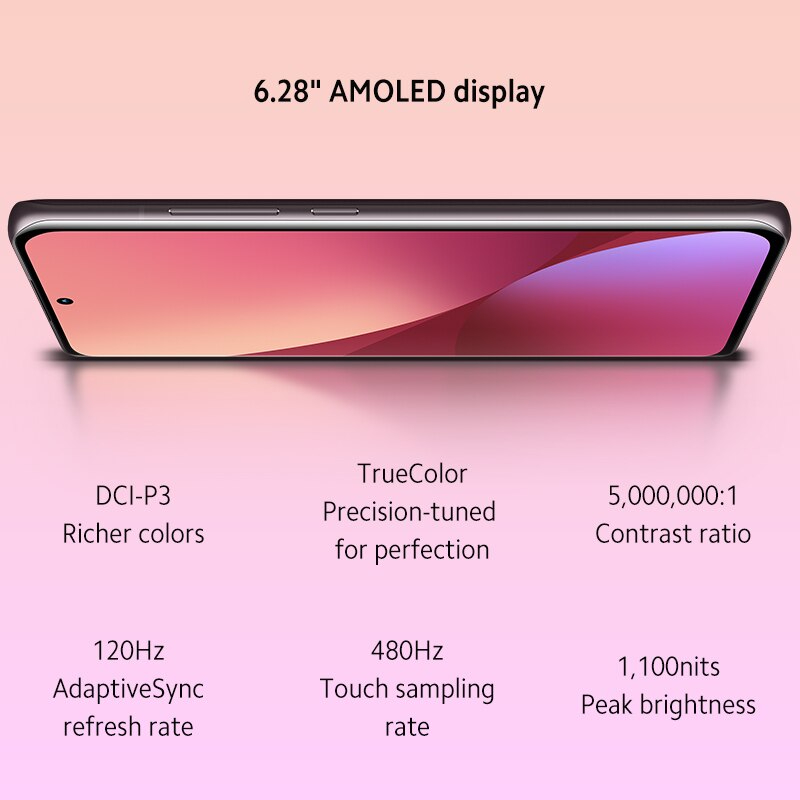 6.28" AMOLED display
DCI-P3
Richer colors
TrueColor
Precision-tuned
for perfection
5,000,000:1
Contrast ratio
120Hz
AdaptiveSync
refresh rate
480Hz
Touch sampling
rate
1,100nits
Peak brightness